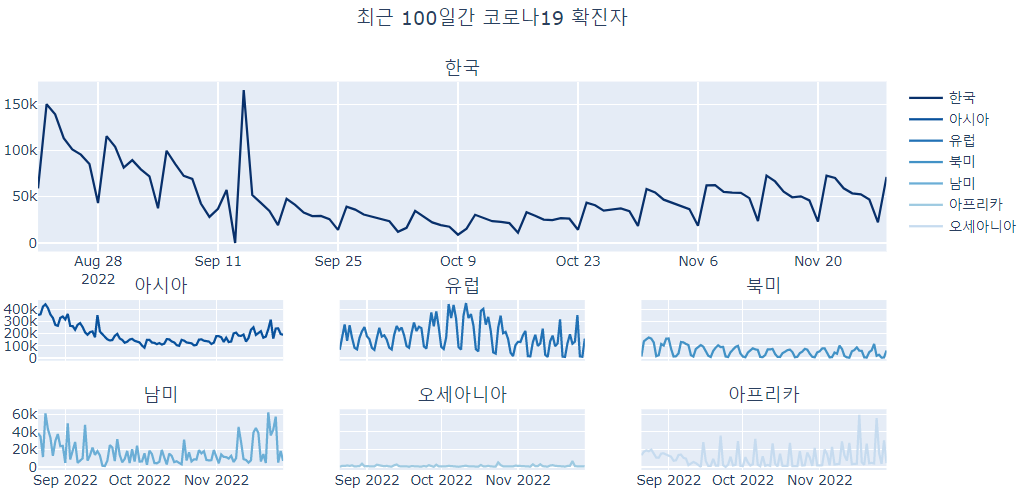 최근 100일간 코로나19 확진자
한국
150k
100k
50k
0
Aug 28
2022
Sep 11
Sep 25
Oct 9
Oct 23
Nov 6
Nov 20
한국
아시아
유럽
북미
남미
아프리카
오세아니아
아시아
유럽
북미
400k
300k
200k
100k
0
남미
오세아니아
아프리카
60k
40k
20k
0
Sep 2022
Oct 2022
Nov 2022
Sep 2022
Oct 2022
Nov 2022
Sep 2022
Oct 2022
Nov 2022